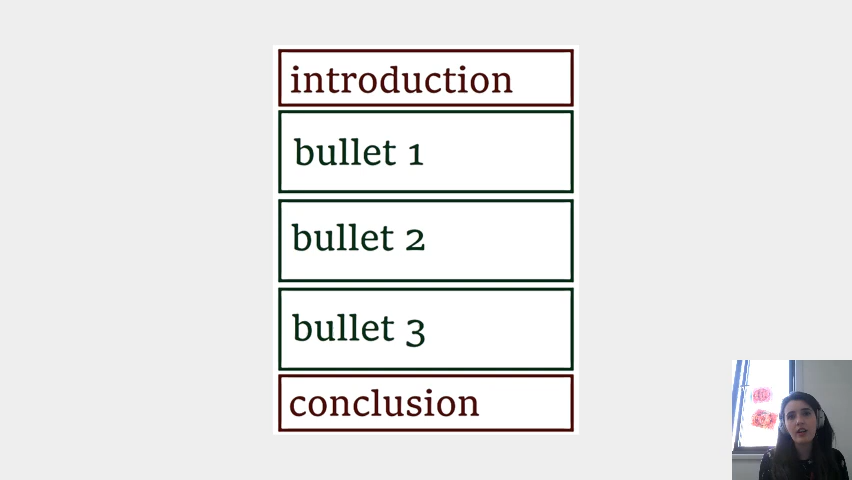 introduction
bullet 1
bullet 2
bullet 3
conclusion